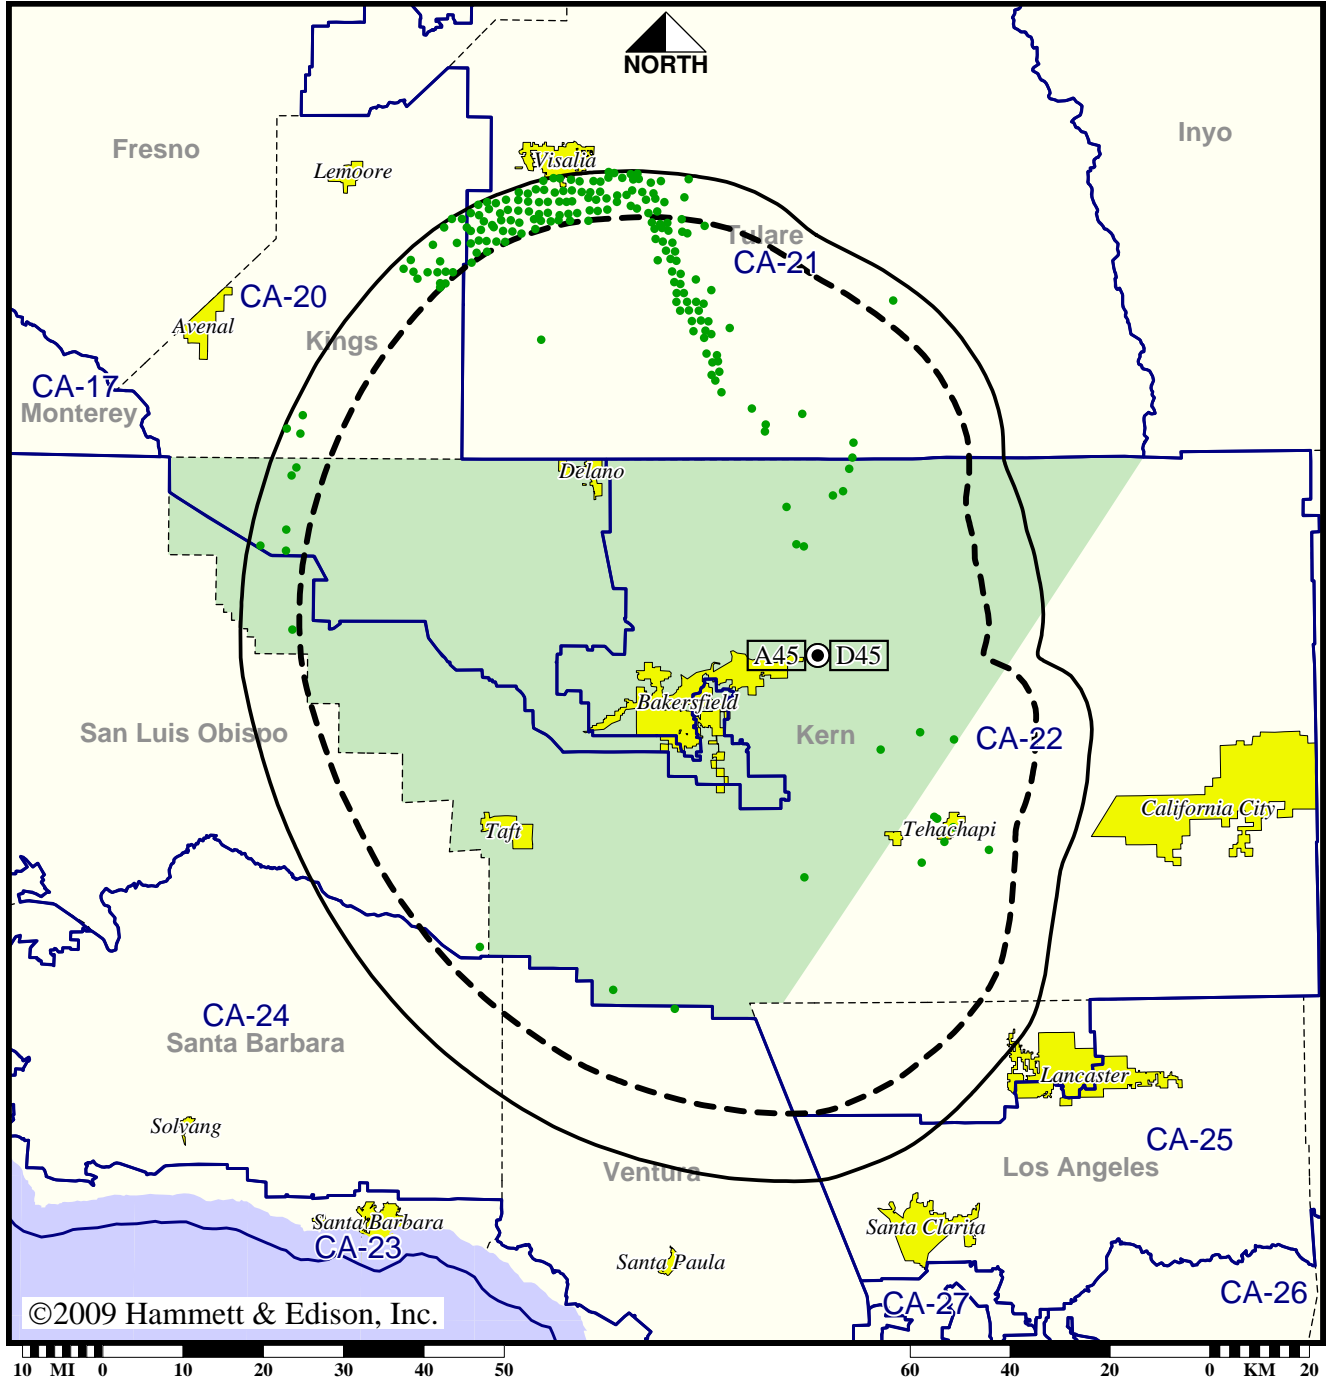 NORTH
Fresno
Inyo
Visalia
Lemoore
Tulare
CA-21
CA-20
Avenal
Kings
CA-17
Monterey
Delano
A45
D45
Bakersfield
San Luis Obispo
Kern
CA-22
California City
Taft
Tehachapi
CA-24
Santa Barbara
Lancaster
Solvang
CA-25
Ventura
Los Angeles
Santa Barbara
CA-23
Santa Clarita
Santa Paula
CA-27
CA-26
©2009 Hammett & Edison, Inc.
10 MI 0 10 20 30 40 50 60 40 20 0 KM 20